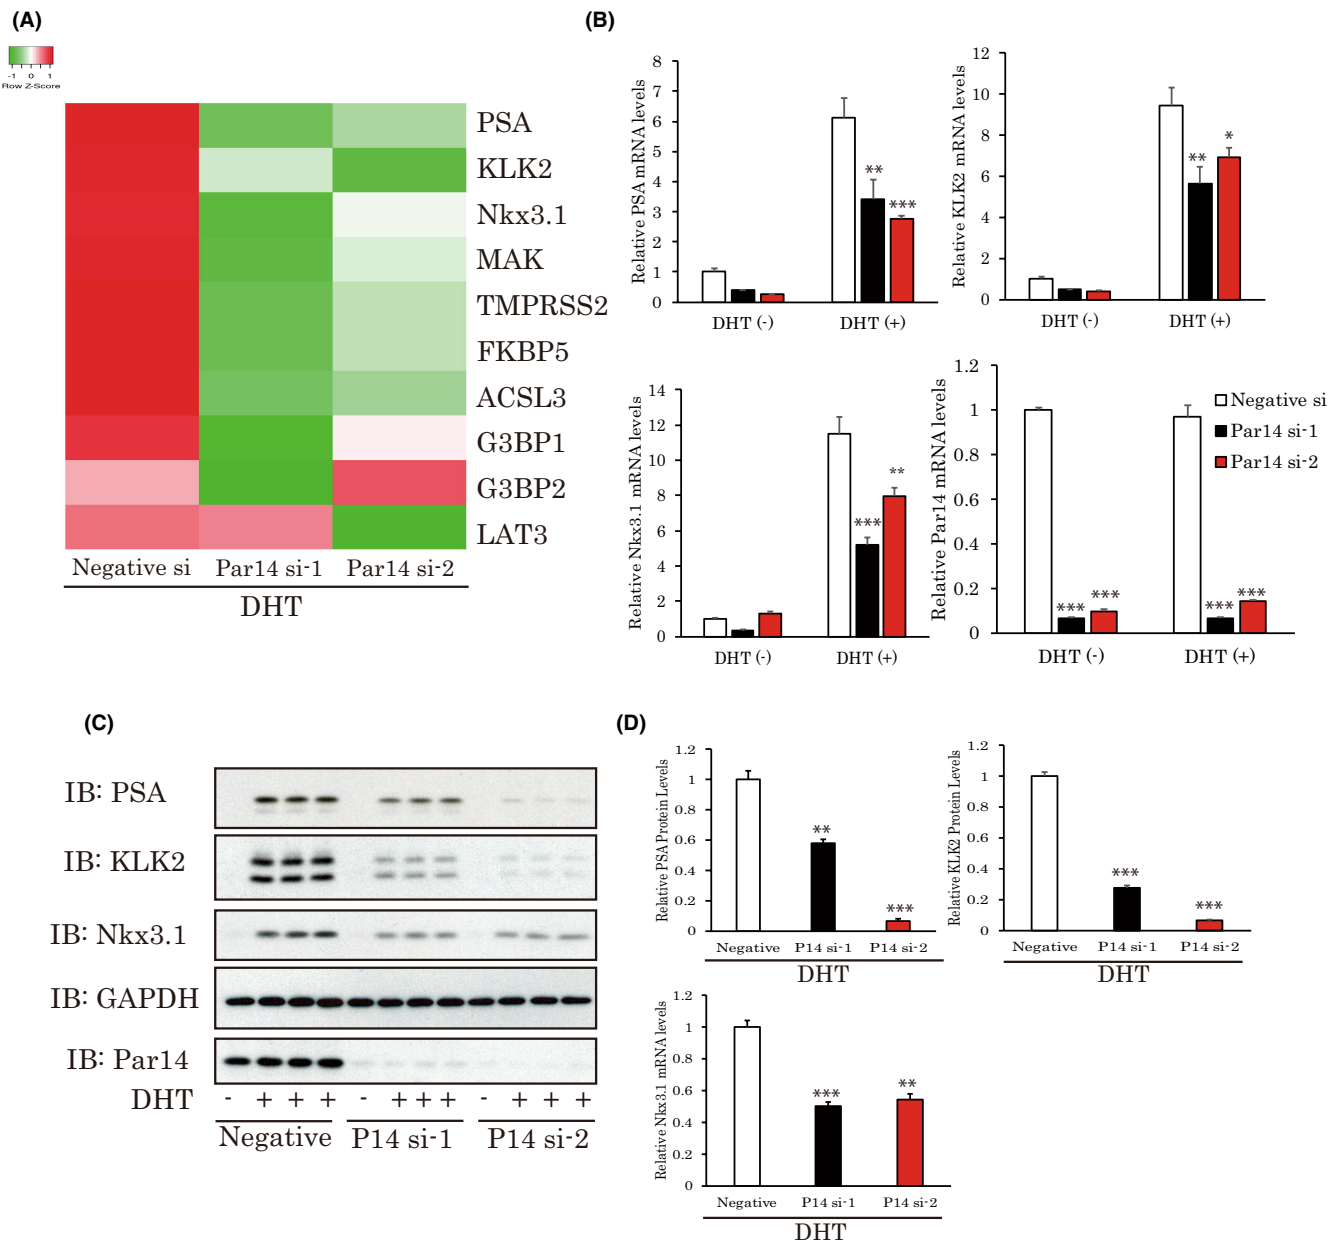 (A)
-1 0 1
Row Z-Score
PSA
KLK2
Nkx3.1
MAK
TMPRSS2
FKBP5
ACSL3
G3BP1
G3BP2
LAT3
Negative si Par14 si-1 Par14 si-2
DHT
(B)
Relative PSA mRNA levels
8
7
6
5
4
3
2
1
0
** ***
DHT (-) DHT (+)
Relative KLK2 mRNA levels
12
10
8
6
4
2
0
** *
DHT (-) DHT (+)
Relative Nkx3.1 mRNA levels
14
12
10
8
6
4
2
0
*** **
DHT (-) DHT (+)
Relative Par14 mRNA levels
1.2
1
0.8
0.6
0.4
0.2
0
*** *** *** ***
DHT (-) DHT (+)
Negative si
Par14 si-1
Par14 si-2
(C)
IB: PSA
IB: KLK2
IB: Nkx3.1
IB: GAPDH
IB: Par14
DHT - + + + - + + + - + + +
Negative P14 si-1 P14 si-2
(D)
Relative PSA Protein Levels
1.2
1
0.8
0.6
0.4
0.2
0
** ***
Negative P14 si-1 P14 si-2
DHT
Relative KLK2 Protein Levels
1.2
1
0.8
0.6
0.4
0.2
0
*** ***
Negative P14 si-1 P14 si-2
DHT
Relative Nkx3.1 mRNA levels
1.2
1
0.8
0.6
0.4
0.2
0
*** **
Negative P14 si-1 P14 si-2
DHT